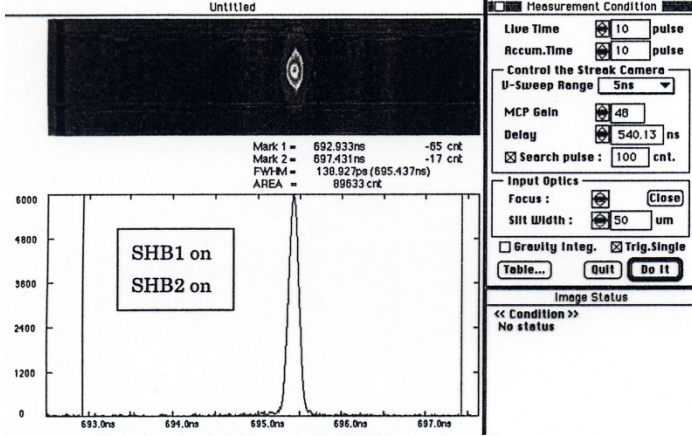 Untitled
Mark 1 = 692.933ns -65 cnt
Mark 2 = 697.431ns -17 cnt
FWHM = 138.927ps (695.437ns)
AREA = 89633 cnt
6000
4800
3600
2400
1200
0
SHB1 on
SHB2 on
693.0ns 694.0ns 695.0ns 696.0ns 697.0ns
Measurement Condition
Live Time 10 pulse
Accum.Time 10 pulse
Control the Streak Camera
V-Sweep Range 5ns
MCP Gain 48
Delay 540.13 ns
Search pulse : 100 cnt.
Input Optics
Focus : Close
Slit Width : 50 um
Gravity Integ. Trig.Single
Table... Quit Do It
Image Status
<< Condition >>
No status